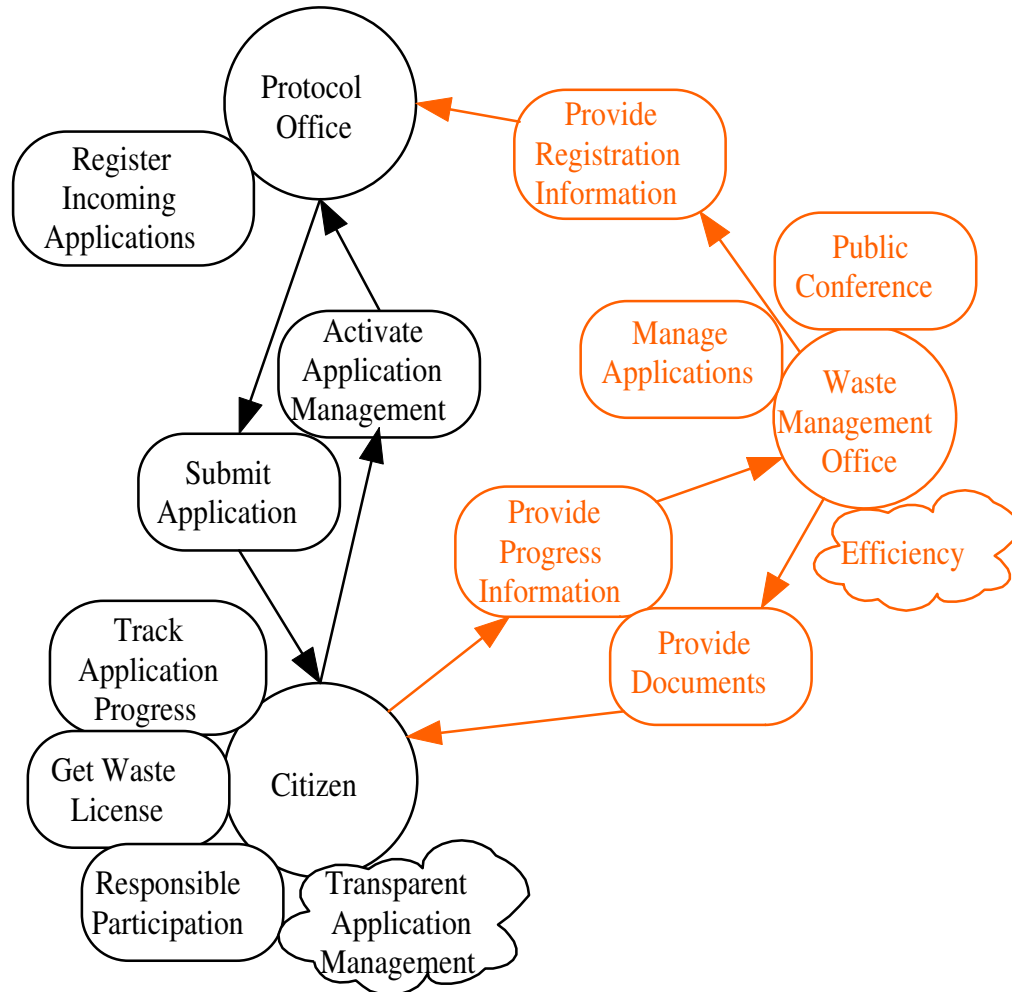 Protocol
Office
Provide
Registration
Information
Register
Incoming
Applications
Public
Conference
Activate
Application
Management
Manage
Applications
Waste
Management
Office
Submit
Application
Provide
Progress
Information
Efficiency
Track
Application
Progress
Provide
Documents
Get Waste
License
Citizen
Responsible
Participation
Transparent
Application
Management